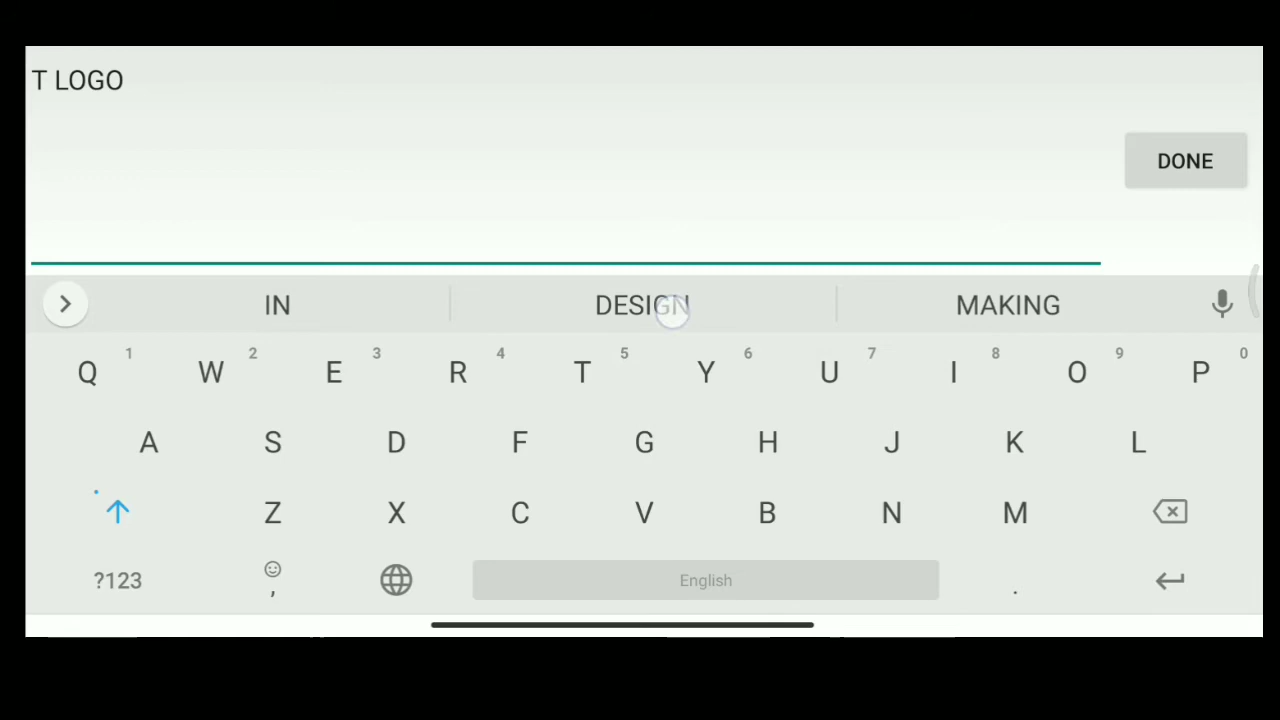 T LOGO
DONE
IN DESIGN MAKING
Q 1 W 2 E 3 R 4 T 5 Y 6 U 7 I 8 O 9 P 0
A S D F G H J K L
Z X C V B N M
?123 , English .